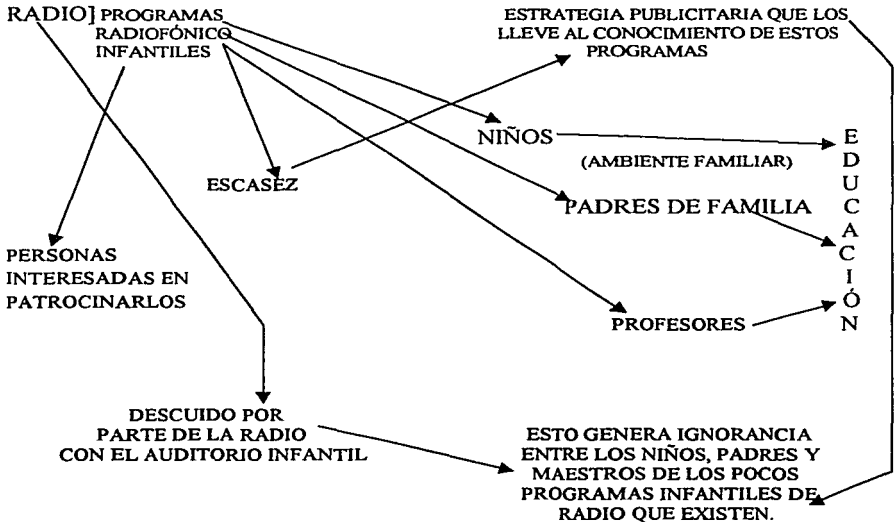 RADIO] PROGRAMAS
RADIOFÓNICO
INFANTILES
ESTRATEGIA PUBLICITARIA QUE LOS
LLEVE AL CONOCIMIENTO DE ESTOS
PROGRAMAS
NIÑOS
(AMBIENTE FAMILIAR)
ESCASEZ
PADRES DE FAMILIA
EDUCACIÓN
PERSONAS
INTERESADAS EN
PATROCINARLOS
PROFESORES
DESCUIDO POR
PARTE DE LA RADIO
CON EL AUDITORIO INFANTIL
ESTO GENERA IGNORANCIA
ENTRE LOS NIÑOS, PADRES Y
MAESTROS DE LOS POCOS
PROGRAMAS INFANTILES DE
RADIO QUE EXISTEN.